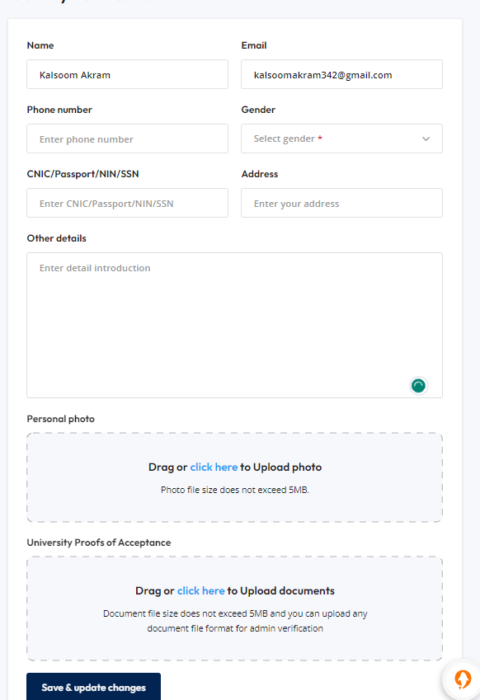 Name
Email
Kalsoom Akram
kalsoomakram342@gmail.com
Phone number
Gender
Enter phone number
Select gender *
CNIC/Passport/NIN/SSN
Address
Enter CNIC/Passport/NIN/SSN
Enter your address
Other details
Enter detail introduction
Personal photo
Drag or click here to Upload photo
Photo file size does not exceed 5MB.
University Proofs of Acceptance
Drag or click here to Upload documents
Document file size does not exceed 5MB and you can upload any
document file format for admin verification
Save & update changes